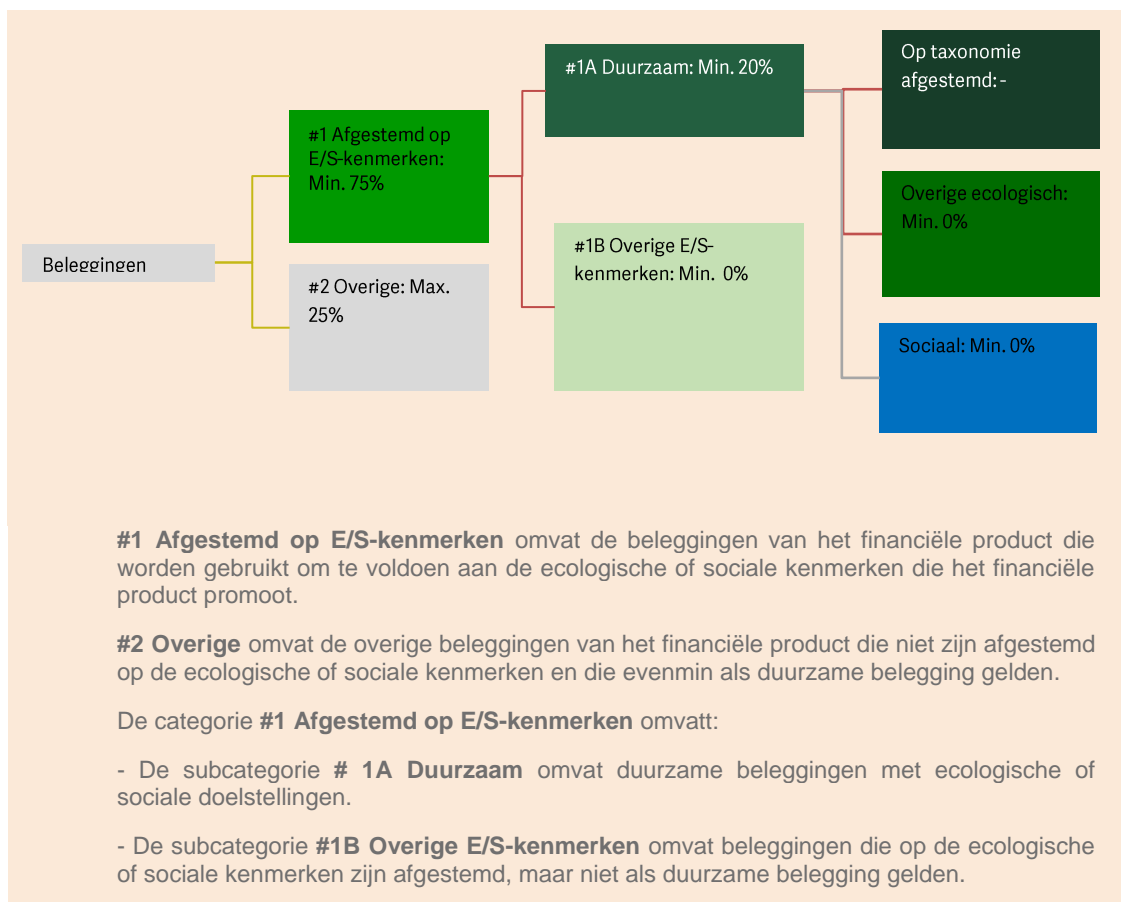 #1A Duurzaam: Min. 20%
Op taxonomie
afgestemd: -
#1 Afgestemd op
E/S-kenmerken:
Min. 75%
Overige ecologisch:
Min. 0%
#1B Overige E/S-
kenmerken: Min. 0%
Beleggingen
#2 Overige: Max.
25%
Sociaal: Min. 0%
#1 Afgestemd op E/S-kenmerken omvat de beleggingen van het financiële product die
worden gebruikt om te voldoen aan de ecologische of sociale kenmerken die het financiële
product promoot.
#2 Overige omvat de overige beleggingen van het financiële product die niet zijn afgestemd
op de ecologische of sociale kenmerken en die evenmin als duurzame belegging gelden.
De categorie #1 Afgestemd op E/S-kenmerken omvatt:
- De subcategorie # 1A Duurzaam omvat duurzame beleggingen met ecologische of
sociale doelstellingen.
- De subcategorie #1B Overige E/S-kenmerken omvat beleggingen die op de ecologische
of sociale kenmerken zijn afgestemd, maar niet als duurzame belegging gelden.